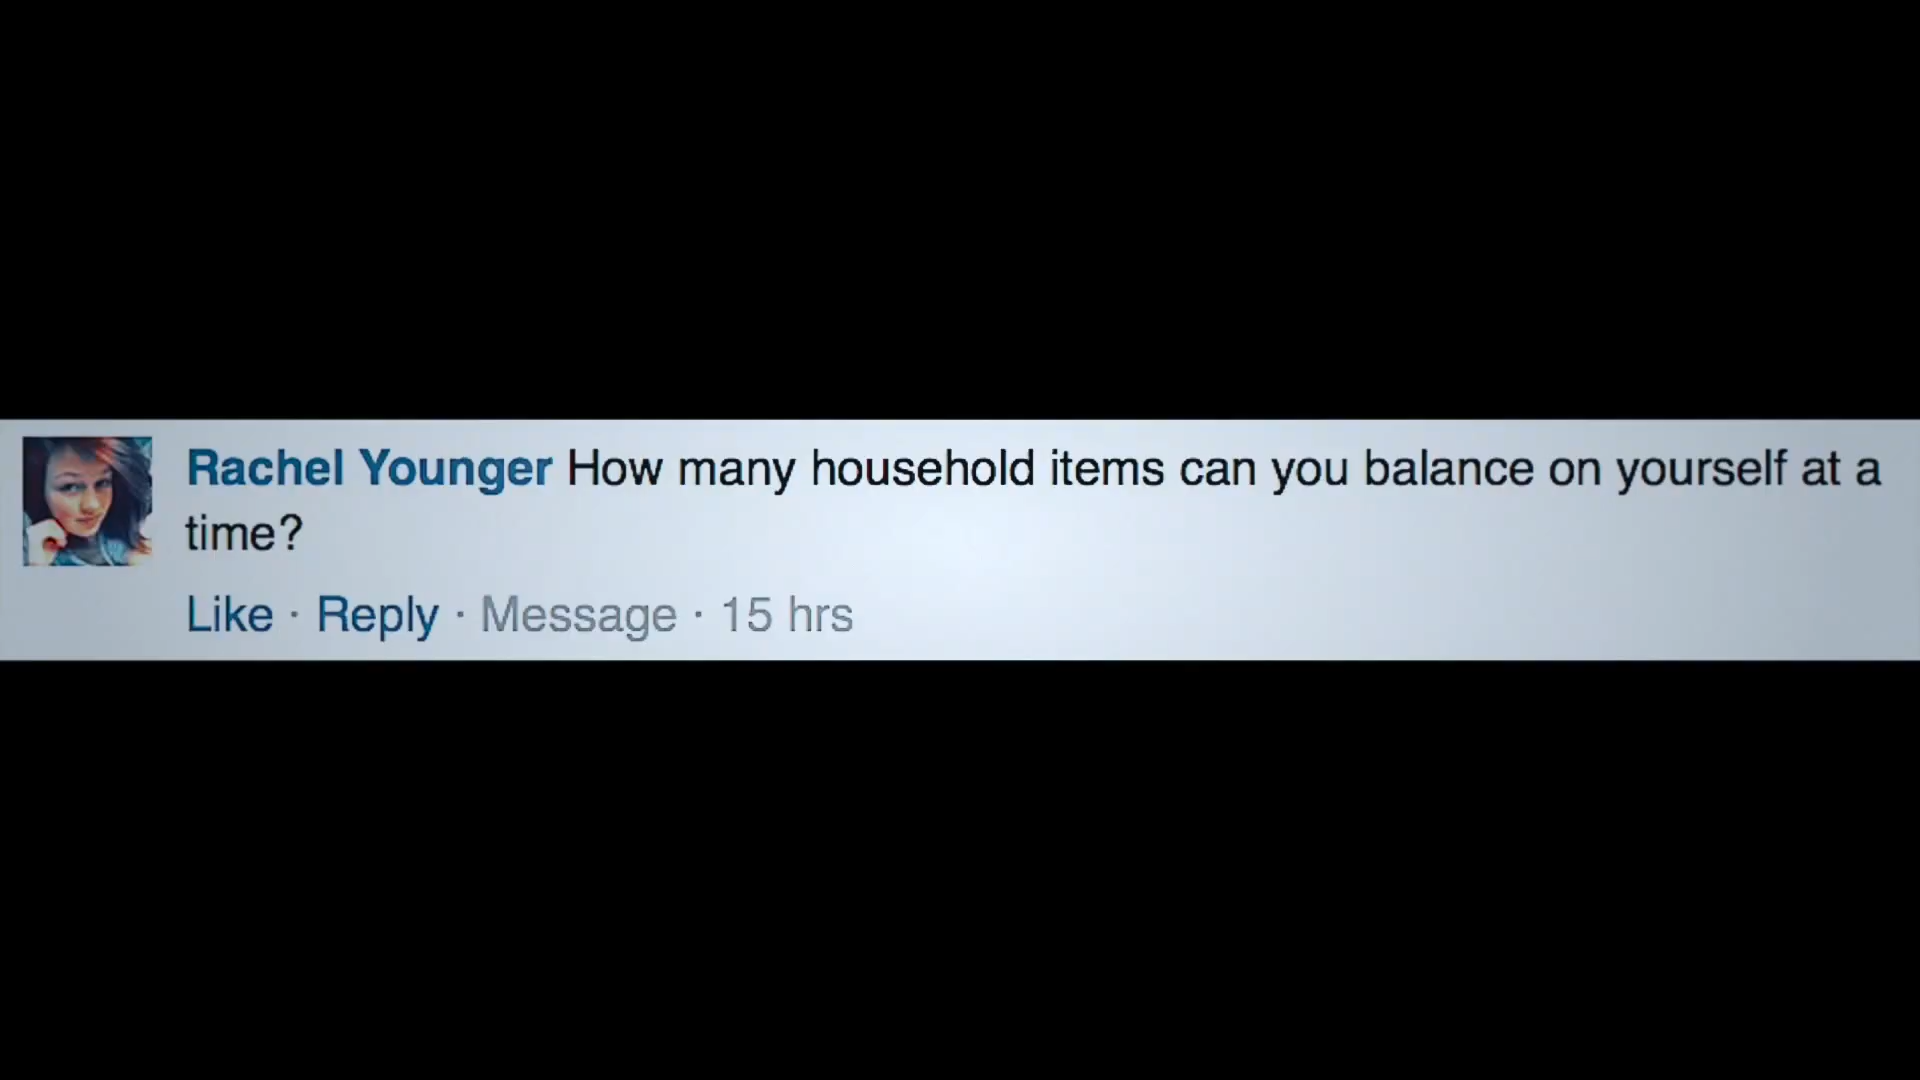 Rachel Younger How many household items can you balance on yourself at a
time?
Like · Reply · Message · 15 hrs